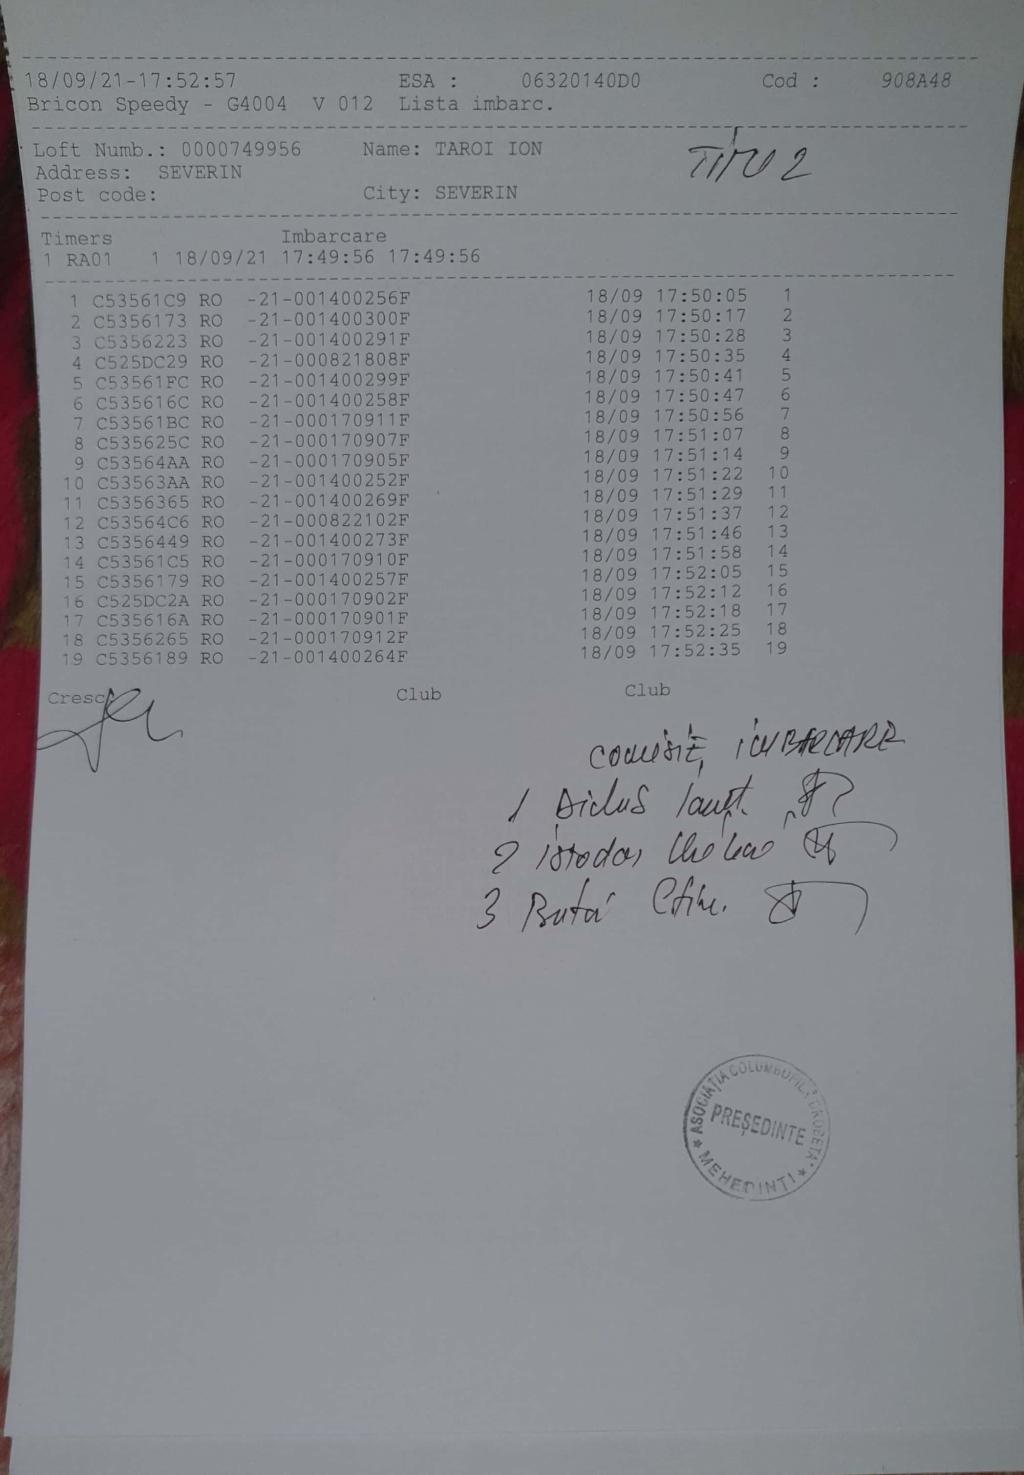 18/09/21-17:52:57 ESA : 06320140D0 Cod : 908A48
Bricon Speedy - G4004 V 012 Lista imbarc.
Loft Numb.: 0000749956 Name: TAROI ION
Address: SEVERIN
Post code: City: SEVERIN
Timers Imbarcare
1 RA01 1 18/09/21 17:49:56 17:49:56
1 C53561C9 RO -21-001400256F 18/09 17:50:05 1
2 C5356173 RO -21-001400300F 18/09 17:50:17 2
3 C5356223 RO -21-001400291F 18/09 17:50:28 3
4 C525DC29 RO -21-000821808F 18/09 17:50:35 4
5 C53561FC RO -21-001400299F 18/09 17:50:41 5
6 C535616C RO -21-001400258F 18/09 17:50:47 6
7 C53561BC RO -21-000170911F 18/09 17:50:56 7
8 C535625C RO -21-000170907F 18/09 17:51:07 8
9 C53564AA RO -21-000170905F 18/09 17:51:14 9
10 C53563AA RO -21-001400252F 18/09 17:51:22 10
11 C5356365 RO -21-001400269F 18/09 17:51:29 11
12 C53564C6 RO -21-000822102F 18/09 17:51:37 12
13 C5356449 RO -21-001400273F 18/09 17:51:46 13
14 C53561C5 RO -21-000170910F 18/09 17:51:58 14
15 C5356179 RO -21-001400257F 18/09 17:52:05 15
16 C525DC2A RO -21-000170902F 18/09 17:52:12 16
17 C535616A RO -21-000170901F 18/09 17:52:18 17
18 C5356265 RO -21-000170912F 18/09 17:52:25 18
19 C5356189 RO -21-001400264F 18/09 17:52:35 19
Cresc Club Club
COMISIE IMBARCARE
1
2
3
ASOCIAȚIA COLUMBOFILĂ DROBETA
PREȘEDINTE
MEHEDINȚI